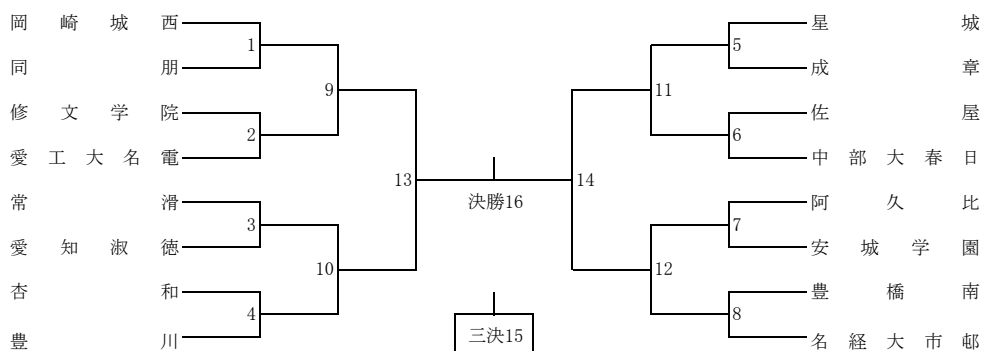 岡崎城西
1
同朋
9
修文学院
2
愛工大名電
13
常滑
3
愛知淑徳
10
杏和
4
豊川
決勝16
三決15
星城
5
成章
11
佐屋
6
中部大春日
14
阿久比
7
安城学園
12
豊橋南
8
名経大市邨